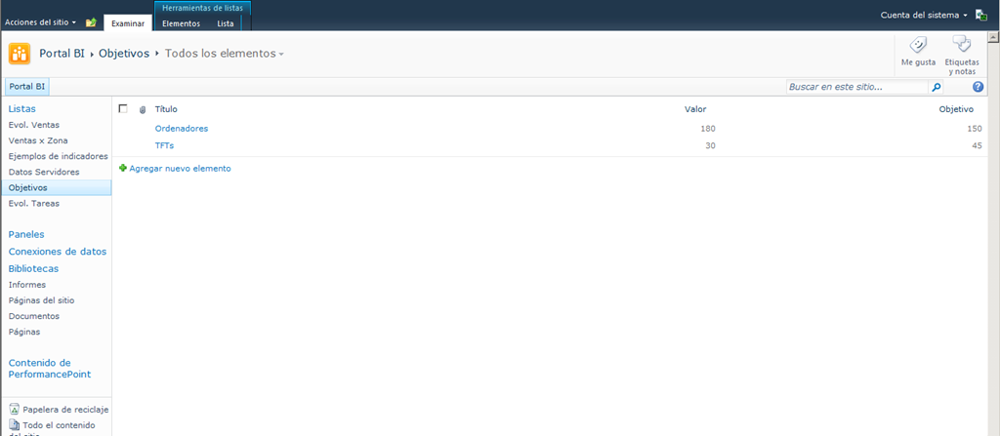 Herramientas de listas
Acciones del sitio
Examinar
Elementos
Lista
Cuenta del sistema
Portal BI
Objetivos
Todos los elementos
Me gusta
Etiquetas
y notas
Portal BI
Buscar en este sitio...
Listas
Evol. Ventas
Ventas x Zona
Ejemplos de indicadores
Datos Servidores
Objetivos
Evol. Tareas
Paneles
Conexiones de datos
Bibliotecas
Informes
Páginas del sitio
Documentos
Páginas
Contenido de
PerformancePoint
Papelera de reciclaje
Todo el contenido
del sitio
Título Valor Objetivo
Ordenadores 180 150
TFTs 30 45
Agregar nuevo elemento